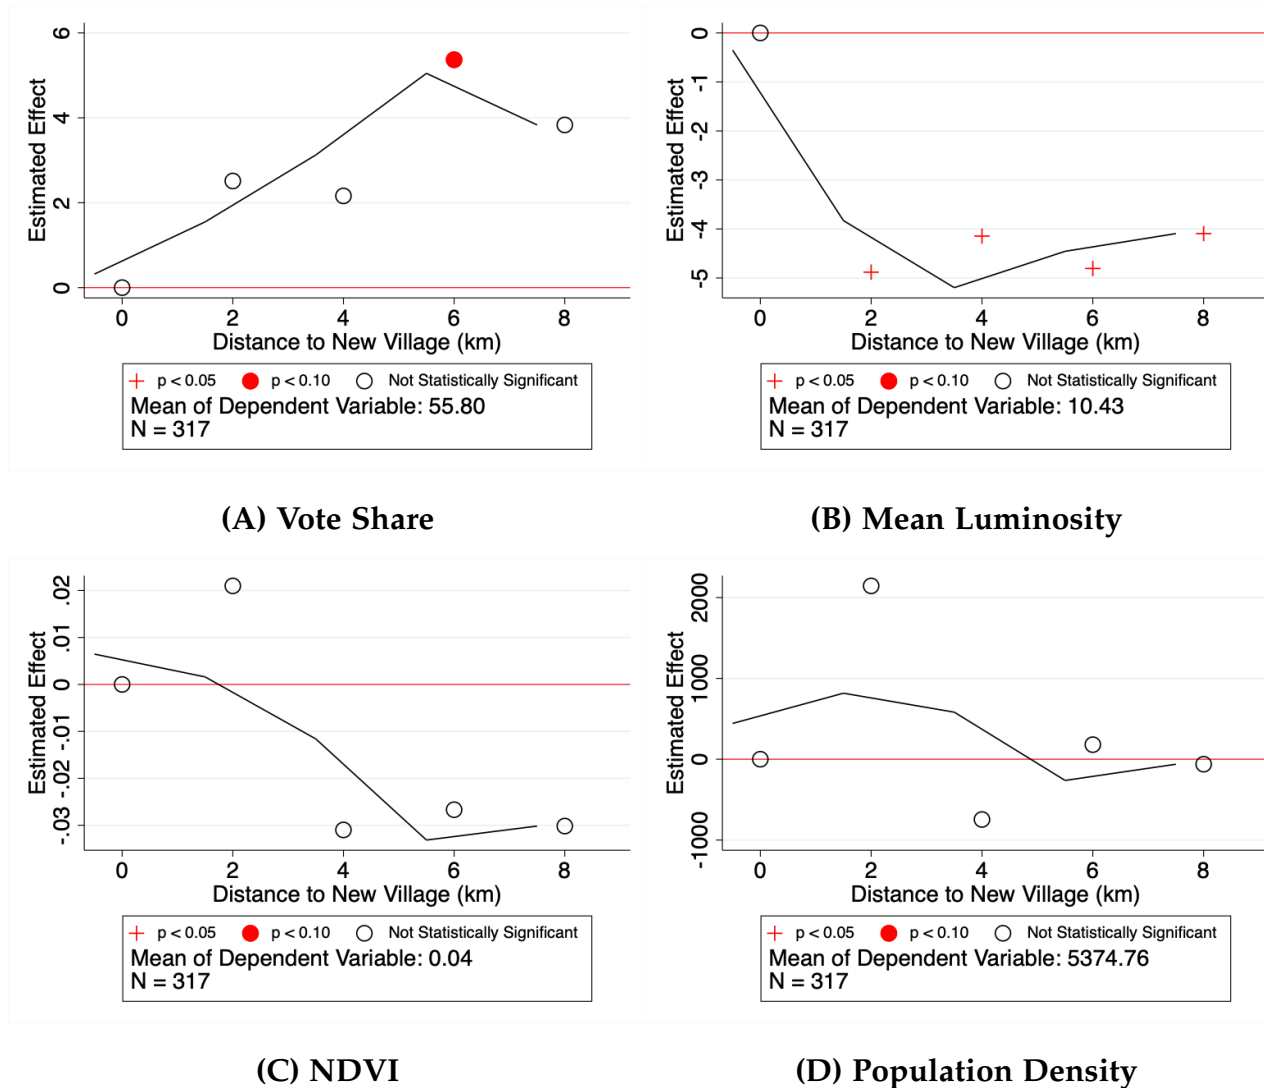 6
4
2
0
Estimated Effect
0 2 4 6 8
Distance to New Village (km)
p < 0.05 p < 0.10 Not Statistically Significant
Mean of Dependent Variable: 55.80
N = 317
(A) Vote Share
0
-1
-2
-3
-4
-5
Estimated Effect
0 2 4 6 8
Distance to New Village (km)
p < 0.05 p < 0.10 Not Statistically Significant
Mean of Dependent Variable: 10.43
N = 317
(B) Mean Luminosity
.02
.01
0
-.01
-.02
-.03
Estimated Effect
0 2 4 6 8
Distance to New Village (km)
p < 0.05 p < 0.10 Not Statistically Significant
Mean of Dependent Variable: 0.04
N = 317
(C) NDVI
2000
1000
0
-1000
Estimated Effect
0 2 4 6 8
Distance to New Village (km)
p < 0.05 p < 0.10 Not Statistically Significant
Mean of Dependent Variable: 5374.76
N = 317
(D) Population Density